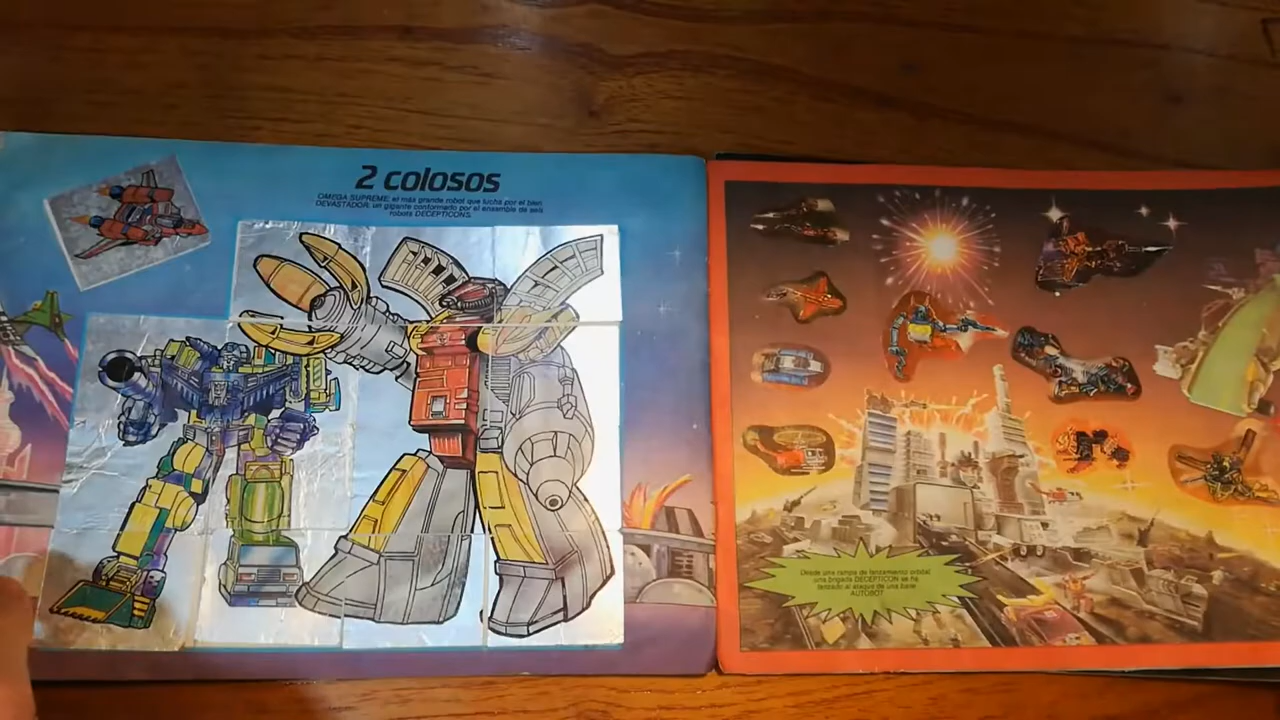 2 colosos
OMEGA SUPREME: el más grande robot que lucha por el bien
DEVASTADOR: un gigante conformado por el ensamble de seis
robots DECEPTICONS.
Desde una rampa de lanzamiento orbital
una brigada DECEPTICON se ha
lanzado al ataque de una base
AUTOBOT